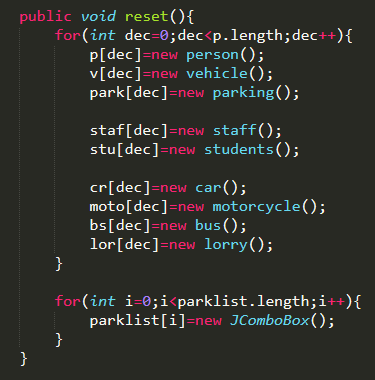 public void reset(){
for(int dec=0;dec<p.length;dec++){
p[dec]=new person();
v[dec]=new vehicle();
park[dec]=new parking();
staf[dec]=new staff();
stu[dec]=new students();
cr[dec]=new car();
moto[dec]=new motorcycle();
bs[dec]=new bus();
lor[dec]=new lorry();
}
for(int i=0;i<parklist.length;i++){
parklist[i]=new JComboBox();
}
}